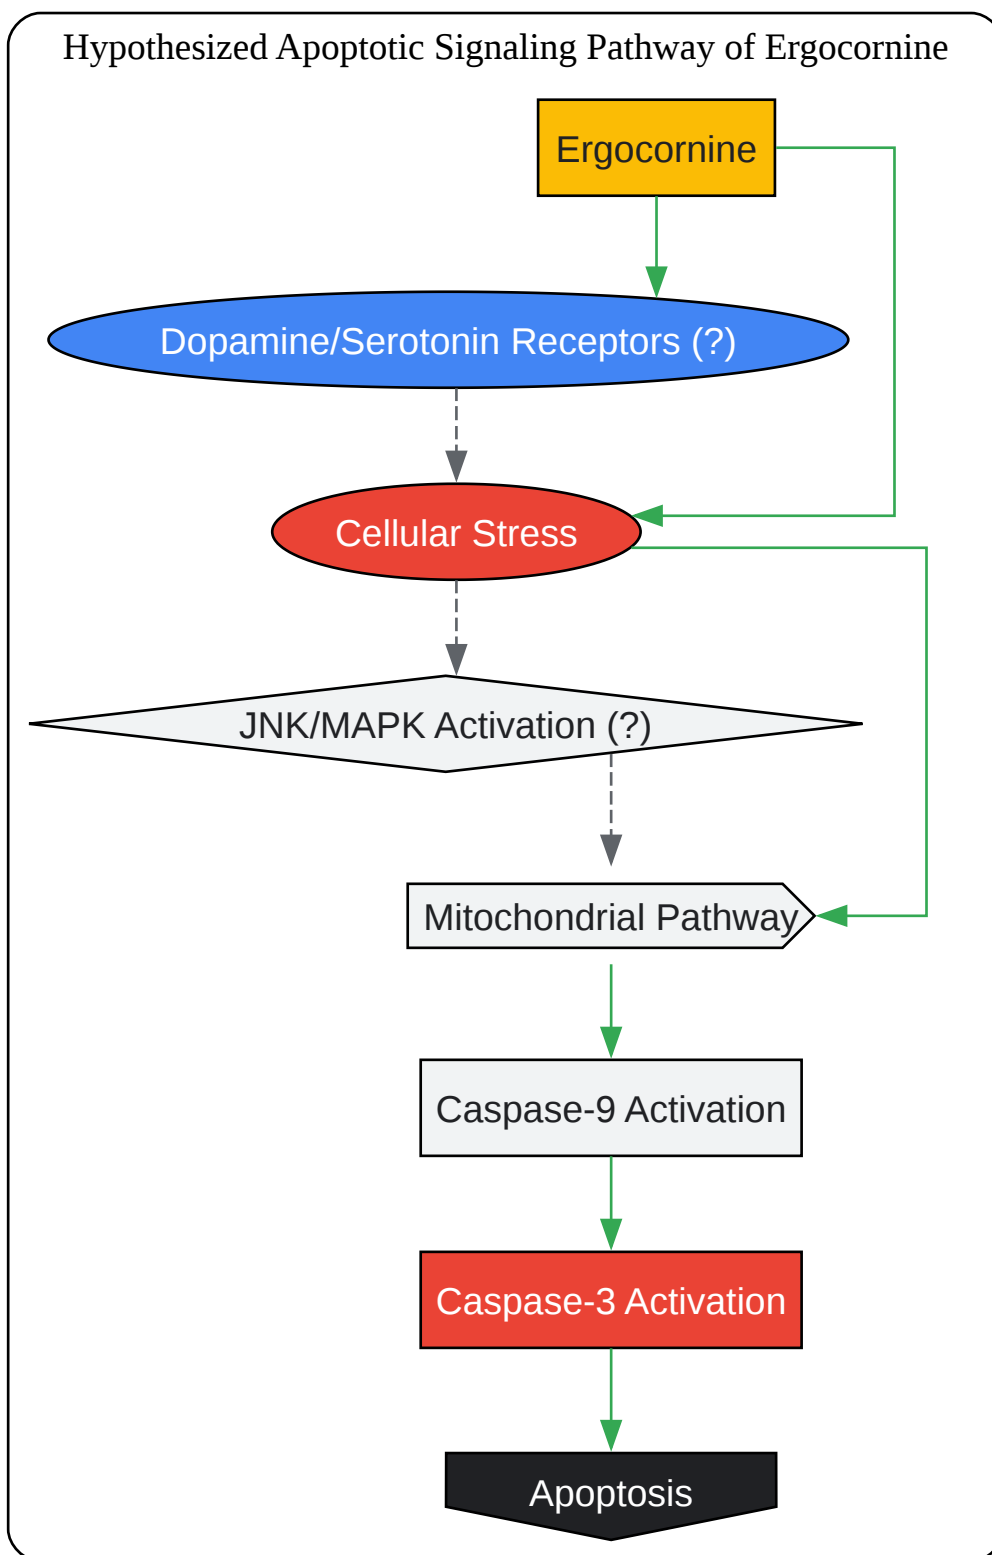 Hypothesized Apoptotic Signaling Pathway of Ergocornine
Ergocornine
Dopamine/Serotonin Receptors (?)
Cellular Stress
JNK/MAPK Activation (?)
Mitochondrial Pathway
Caspase-9 Activation
Caspase-3 Activation
Apoptosis